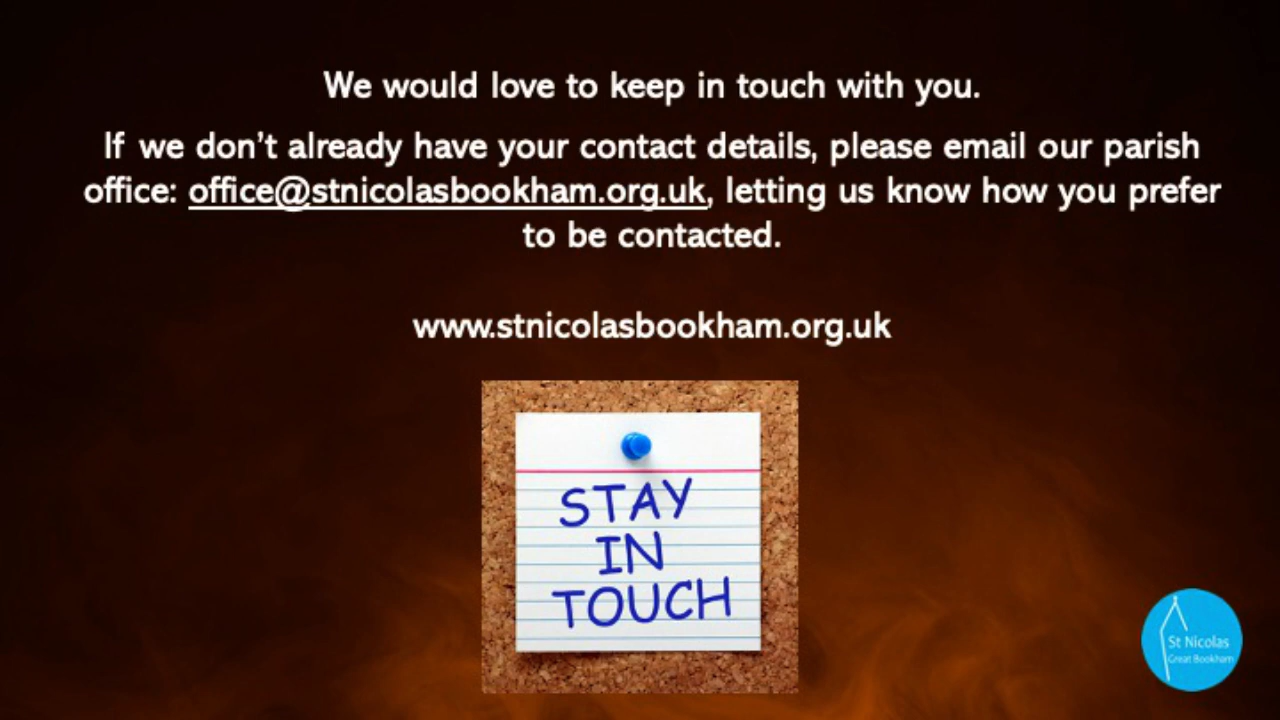 We would love to keep in touch with you.
If we don't already have your contact details, please email our parish
office: office@stnicolasbookham.org.uk, letting us know how you prefer
to be contacted.
www.stnicolasbookham.org.uk
STAY
IN
TOUCH
St Nicolas
Great Bookham